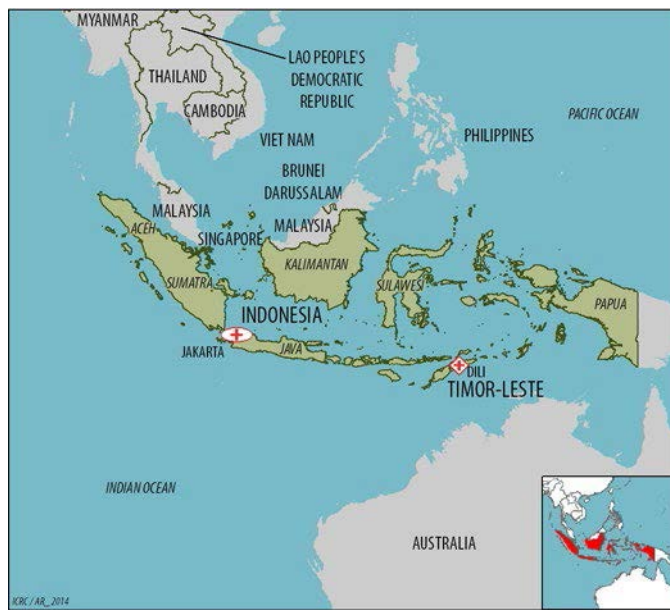 MYANMAR
LAO PEOPLE'S
DEMOCRATIC
REPUBLIC
THAILAND
CAMBODIA
PACIFIC OCEAN
VIET NAM
PHILIPPINES
BRUNEI
DARUSSALAM
MALAYSIA
MALAYSIA
ACEH
SINGAPORE
KALIMANTAN
SUMATRA
SULAWESI
PAPUA
INDONESIA
JAKARTA
JAVA
DILI
TIMOR-LESTE
INDIAN OCEAN
AUSTRALIA
ICRC / AR_2014